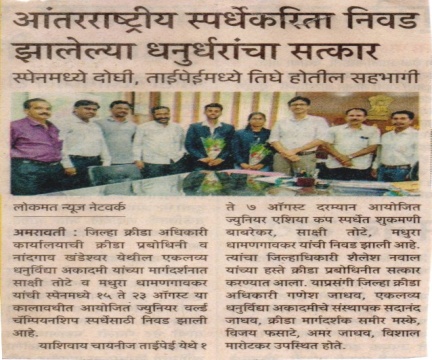 आंतरराष्ट्रीय स्पर्धेकरिता निवड
झालेल्या धनुर्धरांचा सत्कार
स्पेनमध्ये दोघी, ताईपेईमध्ये तिघे होतील सहभागी
लोकमत न्यूज नेटवर्क
अमरावती : जिल्हा क्रीडा अधिकारी
कार्यालयाची क्रीडा प्रबोधिनी व
नांदगाव खंडेश्वर येथील एकलव्य
धनुर्विद्या अकादमी यांच्या मार्गदर्शनात
साक्षी तोटे व मधुरा धामणगावकर
यांची स्पेनमध्ये १५ ते २३ ऑगस्ट या
कालावधीत आयोजित ज्युनियर वर्ल्ड
चॅम्पियनशिप स्पर्धेसाठी निवड झाली
आहे.
याशिवाय चायनीज ताईपेई येथे १
ते ७ ऑगस्ट दरम्यान आयोजित
ज्युनियर एशिया कप स्पर्धेत शुकमणी
बाबरेकर, साक्षी तोटे, मधुरा
धामणगावकर यांची निवड झाली आहे.
त्यांचा जिल्हाधिकारी शैलेश नवाल
यांच्या हस्ते क्रीडा प्रबोधनीत सत्कार
करण्यात आला. याप्रसंगी जिल्हा क्रीडा
अधिकारी गणेश जाधव, एकलव्य
धनुर्विद्या अकादमीचे संस्थापक सदानंद
जाधव, क्रीडा मार्गदर्शक समीर मस्के,
विजय फसाटे, अमर जाधव, विशाल
मारोटकर उपस्थित होते.